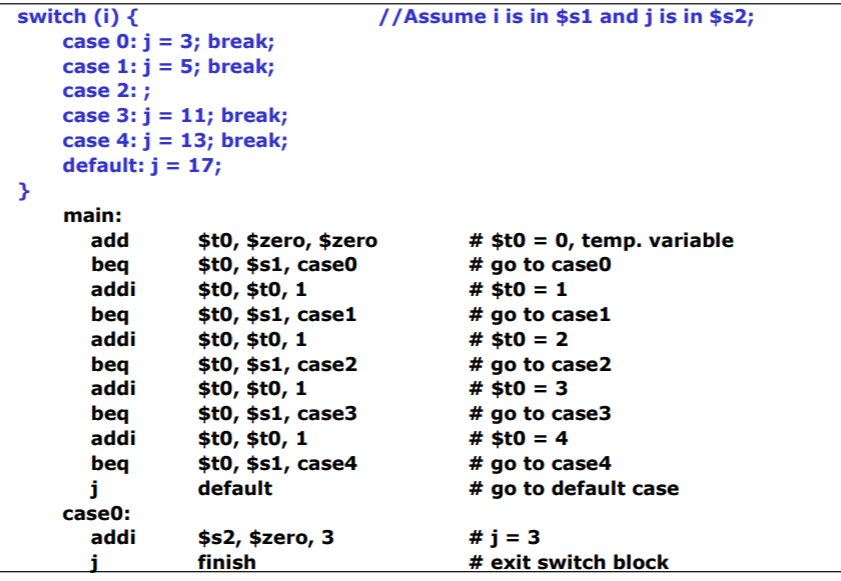 switch (i) { //Assume i is in $s1 and j is in $s2;
case 0: j = 3; break;
case 1: j = 5; break;
case 2: ;
case 3: j = 11; break;
case 4: j = 13; break;
default: j = 17;
}
main:
add $t0, $zero, $zero # $t0 = 0, temp. variable
beq $t0, $s1, case0 # go to case0
addi $t0, $t0, 1 # $t0 = 1
beq $t0, $s1, case1 # go to case1
addi $t0, $t0, 1 # $t0 = 2
beq $t0, $s1, case2 # go to case2
addi $t0, $t0, 1 # $t0 = 3
beq $t0, $s1, case3 # go to case3
addi $t0, $t0, 1 # $t0 = 4
beq $t0, $s1, case4 # go to case4
j default # go to default case
case0:
addi $s2, $zero, 3 # j = 3
j finish # exit switch block